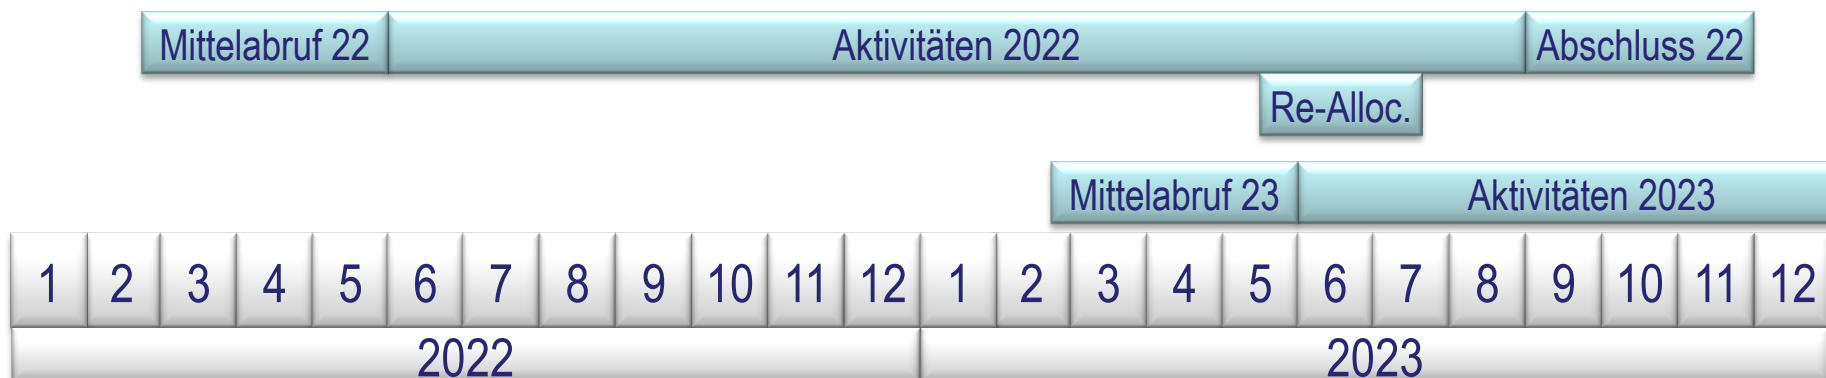 Mittelabruf 22 Aktivitäten 2022 Abschluss 22
Re-Alloc.
Mittelabruf 23 Aktivitäten 2023
1 2 3 4 5 6 7 8 9 10 11 12 1 2 3 4 5 6 7 8 9 10 11 12
2022 2023